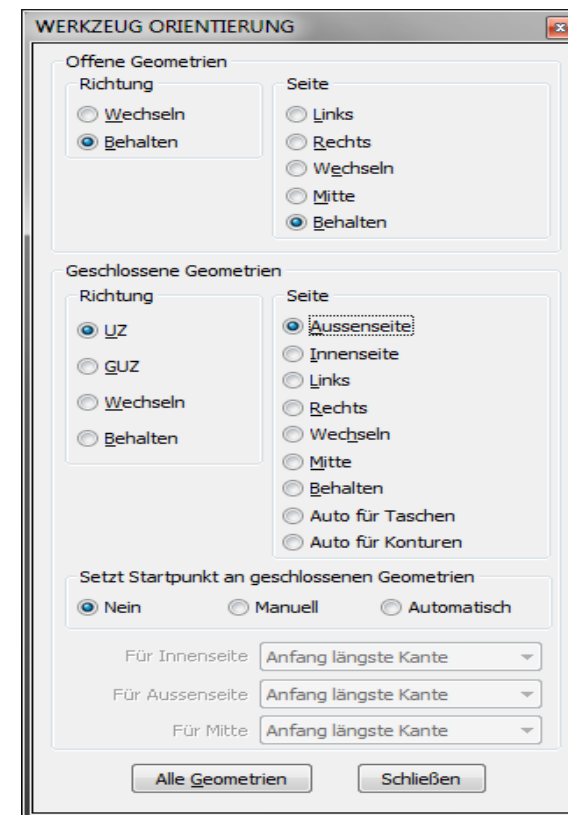 WERKZEUG ORIENTIERUNG
Offene Geometrien
Richtung
Wechseln
Behalten
Seite
Links
Rechts
Wechseln
Mitte
Behalten
Geschlossene Geometrien
Richtung
UZ
GUZ
Wechseln
Behalten
Seite
Aussenseite
Innenseite
Links
Rechts
Wechseln
Mitte
Behalten
Auto für Taschen
Auto für Konturen
Setzt Startpunkt an geschlossenen Geometrien
Nein Manuell Automatisch
Für Innenseite Anfang längste Kante
Für Aussenseite Anfang längste Kante
Für Mitte Anfang längste Kante
Alle Geometrien Schließen